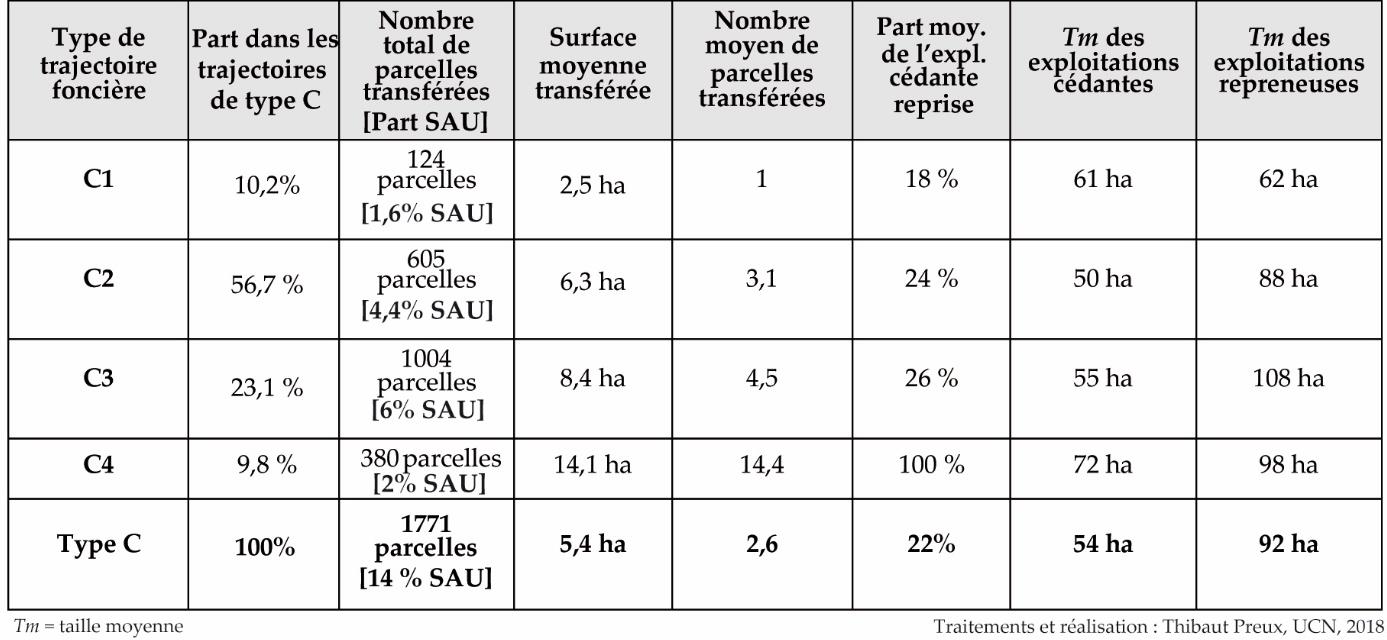 Type de trajectoire foncière
Part dans les trajectoires de type C
Nombre total de parcelles transférées [Part SAU]
Surface moyenne transférée
Nombre moyen de parcelles transférées
Part moy. de l'expl. cédante reprise
Tm des exploitations cédantes
Tm des exploitations repreneuses
C1
10,2%
124 parcelles [1,6% SAU]
2,5 ha
1
18 %
61 ha
62 ha
C2
56,7 %
605 parcelles [4,4% SAU]
6,3 ha
3,1
24 %
50 ha
88 ha
C3
23,1 %
1004 parcelles [6% SAU]
8,4 ha
4,5
26 %
55 ha
108 ha
C4
9,8 %
380 parcelles [2% SAU]
14,1 ha
14,4
100 %
72 ha
98 ha
Type C
100%
1771 parcelles [14 % SAU]
5,4 ha
2,6
22%
54 ha
92 ha
Tm = taille moyenne
Traitements et réalisation : Thibaut Preux, UCN, 2018